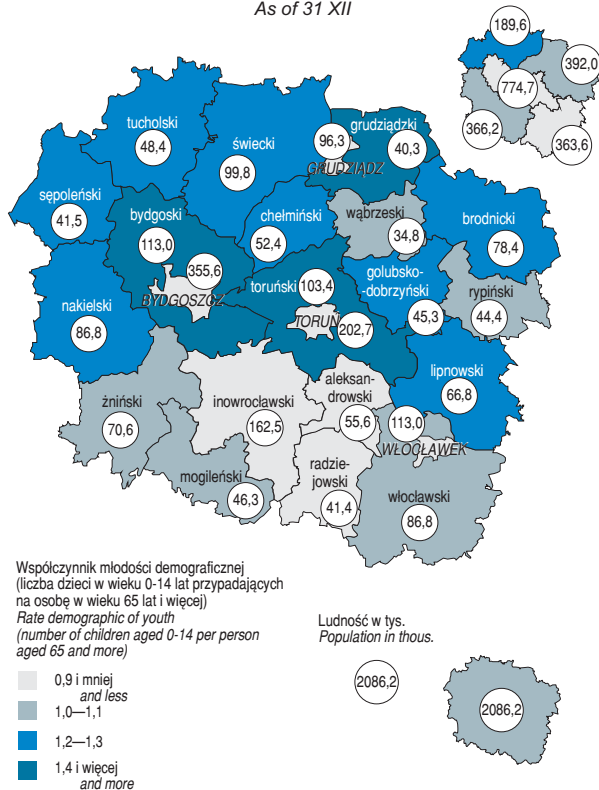 As of 31 XII
189,6
392,0
774,7
366,2
363,6
tucholski
48,4
świecki
99,8
96,3
GRUDZIĄDZ
grudziądzki
40,3
sępoleński
41,5
bydgoski
113,0
355,6
BYDGOSZCZ
chełmiński
52,4
wąbrzeski
34,8
brodnicki
78,4
toruński
103,4
TORUŃ
202,7
golubsko-
-dobrzyński
45,3
rypiński
44,4
nakielski
86,8
lipnowski
66,8
żniński
70,6
inowrocławski
162,5
aleksan-
drowski
55,6
113,0
WŁOCŁAWEK
mogileński
46,3
radzie-
jowski
41,4
włocławski
86,8
Współczynnik młodości demograficznej
(liczba dzieci w wieku 0-14 lat przypadających
na osobę w wieku 65 lat i więcej)
Rate demographic of youth
(number of children aged 0-14 per person
aged 65 and more)
0,9 i mniej
and less
1,0—1,1
1,2—1,3
1,4 i więcej
and more
Ludność w tys.
Population in thous.
2086,2
2086,2